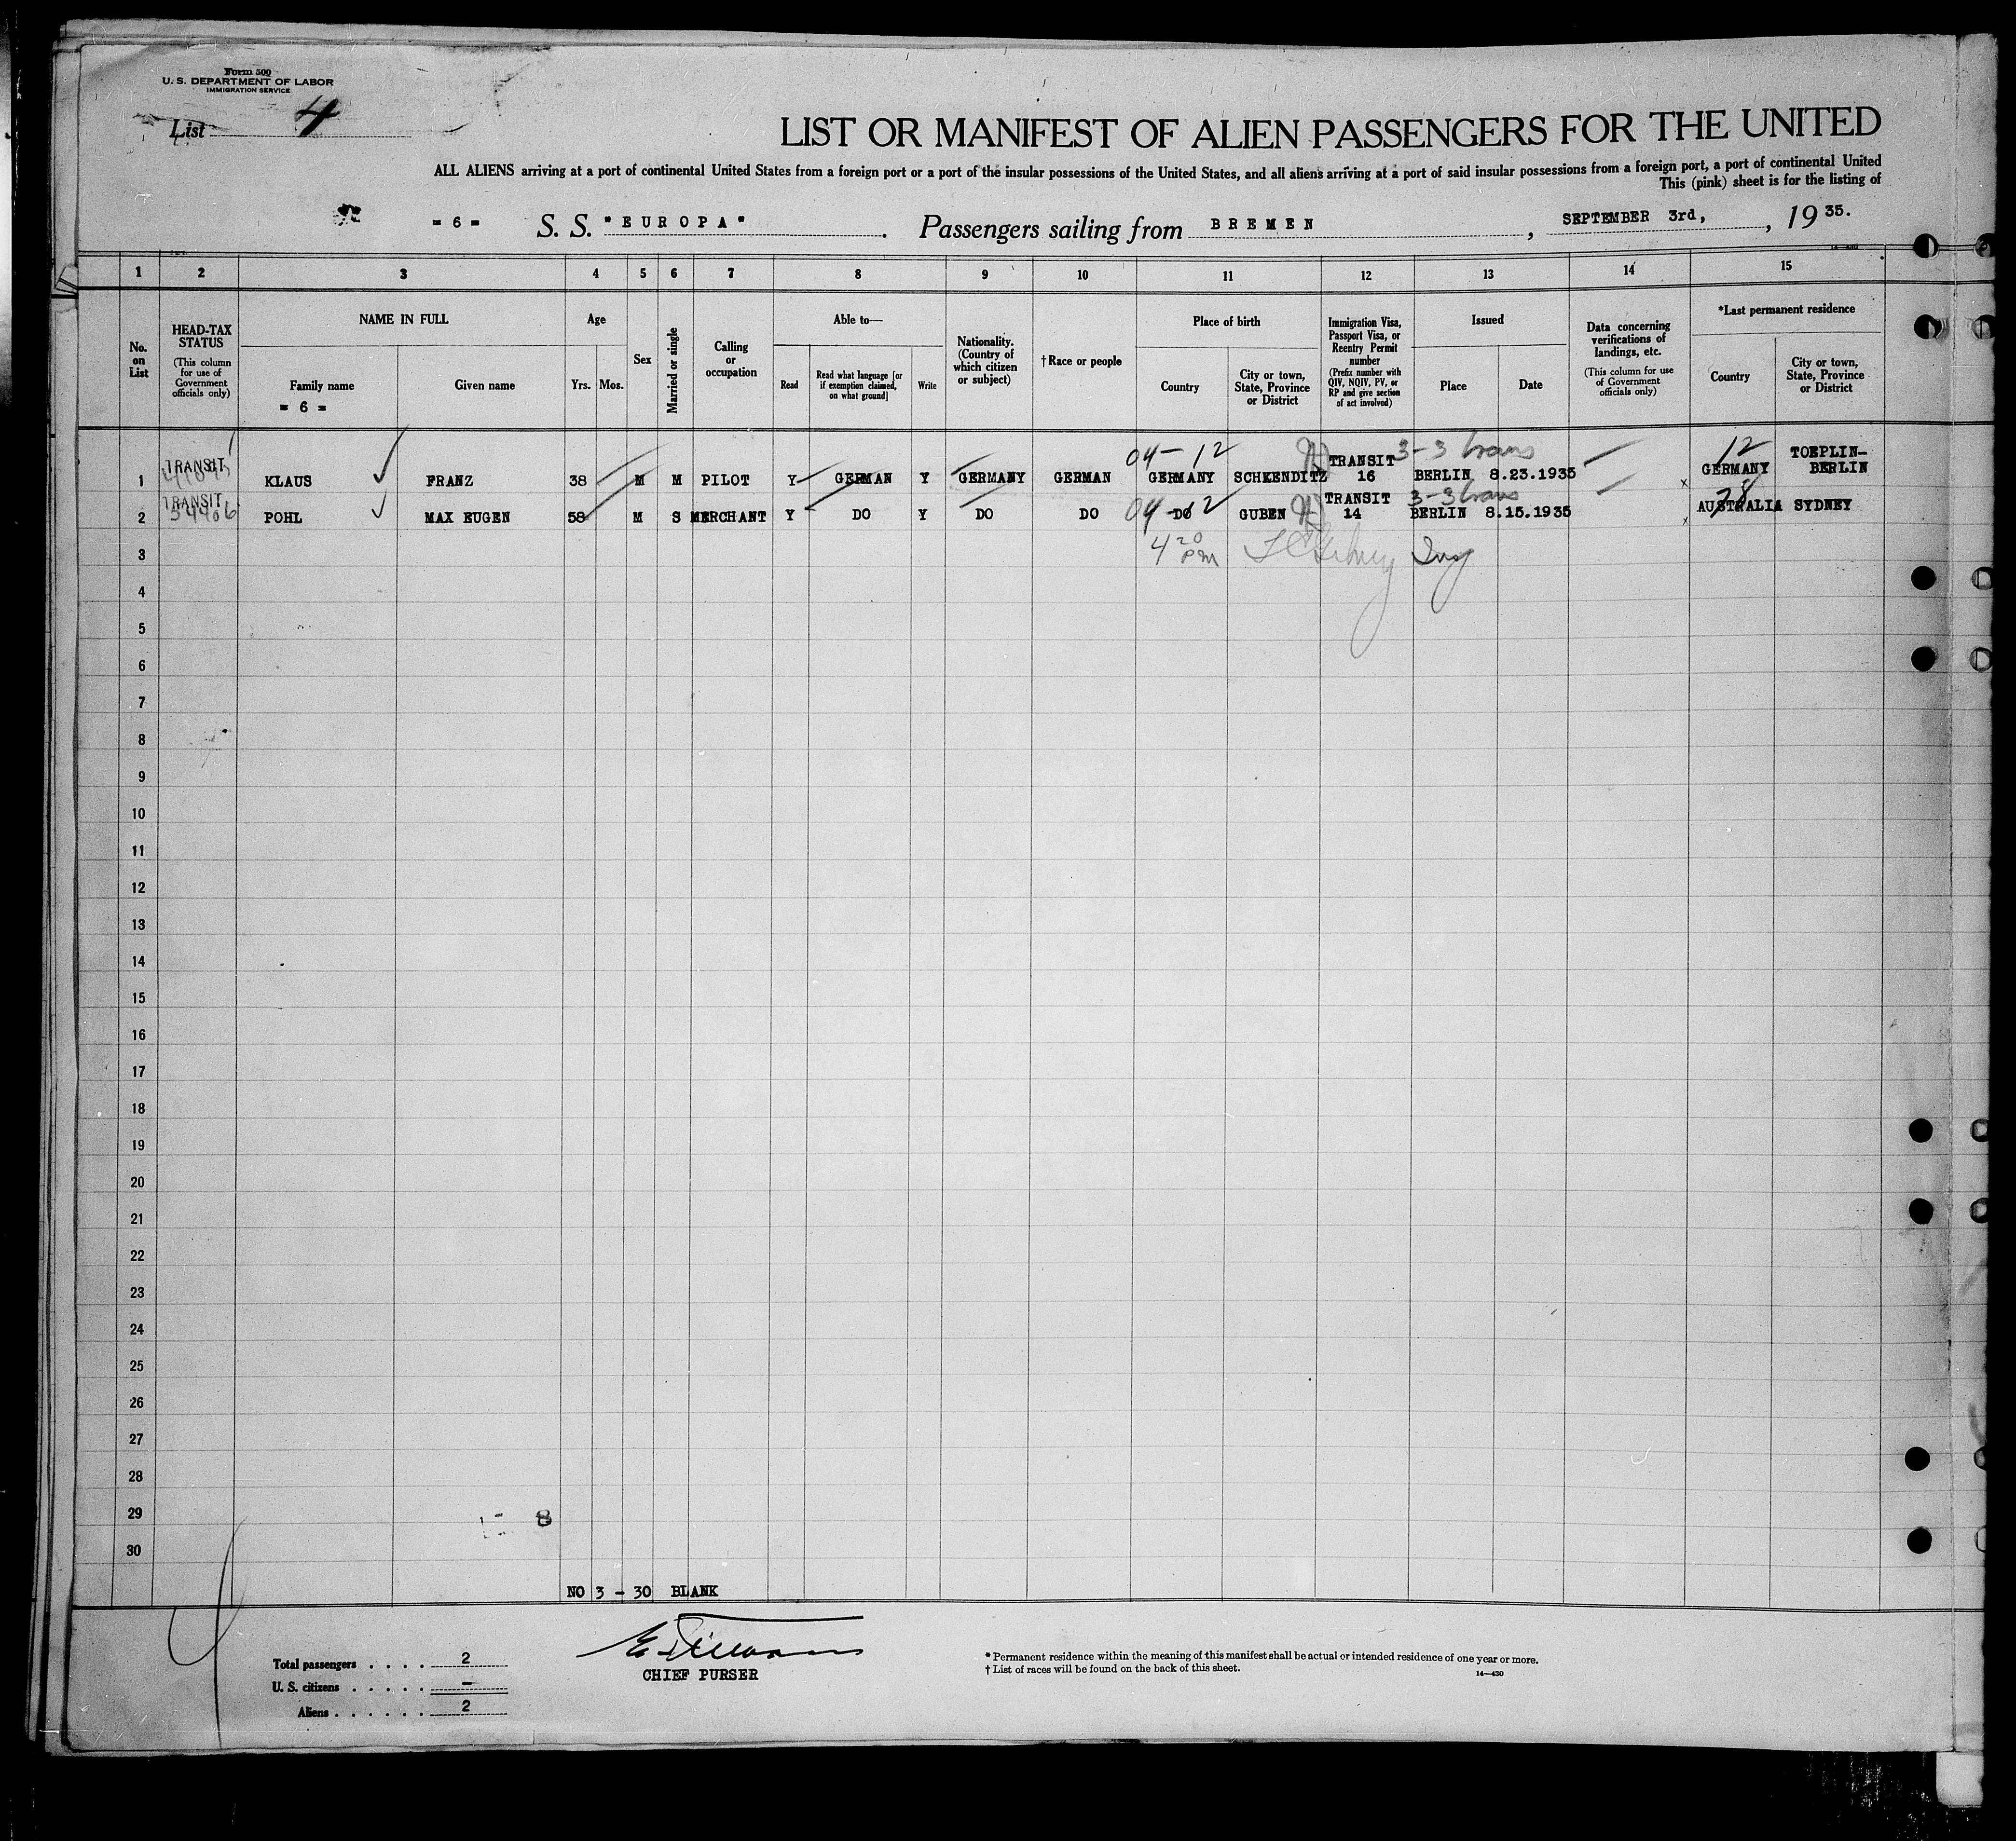 Form 500
U. S. DEPARTMENT OF LABOR
IMMIGRATION SERVICE
List 4
LIST OR MANIFEST OF ALIEN PASSENGERS FOR THE UNITED
ALL ALIENS arriving at a port of continental United States from a foreign port or a port of the insular possessions of the United States, and all aliens arriving at a port of said insular possessions from a foreign port, a port of continental United
This (pink) sheet is for the listing of
= 6 = S. S. "EUROPA" . Passengers sailing from BREMEN , SEPTEMBER 3rd, , 19 35.
1 2 3 4 5 6 7 8 9 10 11 12 13 14 15
No. on List
HEAD-TAX STATUS
(This column for use of Government officials only)
NAME IN FULL
Family name
= 6 =
Given name
Age
Yrs. Mos.
Sex
Married or single
Calling or occupation
Able to—
Read
Read what language [or if exemption claimed, on what ground]
Write
Nationality. (Country of which citizen or subject)
†Race or people
Place of birth
Country
City or town, State, Province or District
Immigration Visa, Passport Visa, or Reentry Permit number
(Prefix number with QIV, NQIV, PV, or RP and give section of act involved)
Issued
Place
Date
Data concerning verifications of landings, etc.
(This column for use of Government officials only)
*Last permanent residence
Country
City or town, State, Province or District
04-12 3-3 trans 12
1 TRANSIT KLAUS FRANZ 38 M M PILOT Y GERMAN Y GERMANY GERMAN GERMANY SCHKENDITZ TRANSIT 16 BERLIN 8.23.1935 GERMANY TOEPLIN-BERLIN
04-12 3-3 trans 28
2 TRANSIT POHL MAX EUGEN 58 M S MERCHANT Y DO Y DO DO DO GUBEN TRANSIT 14 BERLIN 8.15.1935 AUSTRALIA SYDNEY
3 4 20 PM
4
5
6
7
8
9
10
11
12
13
14
15
16
17
18
19
20
21
22
23
24
25
26
27
28
29 8
30
NO 3 - 30 BLANK
Total passengers . . . . 2
U. S. citizens . . . . . —
Aliens . . . . . . 2
CHIEF PURSER
* Permanent residence within the meaning of this manifest shall be actual or intended residence of one year or more.
† List of races will be found on the back of this sheet.
14—430